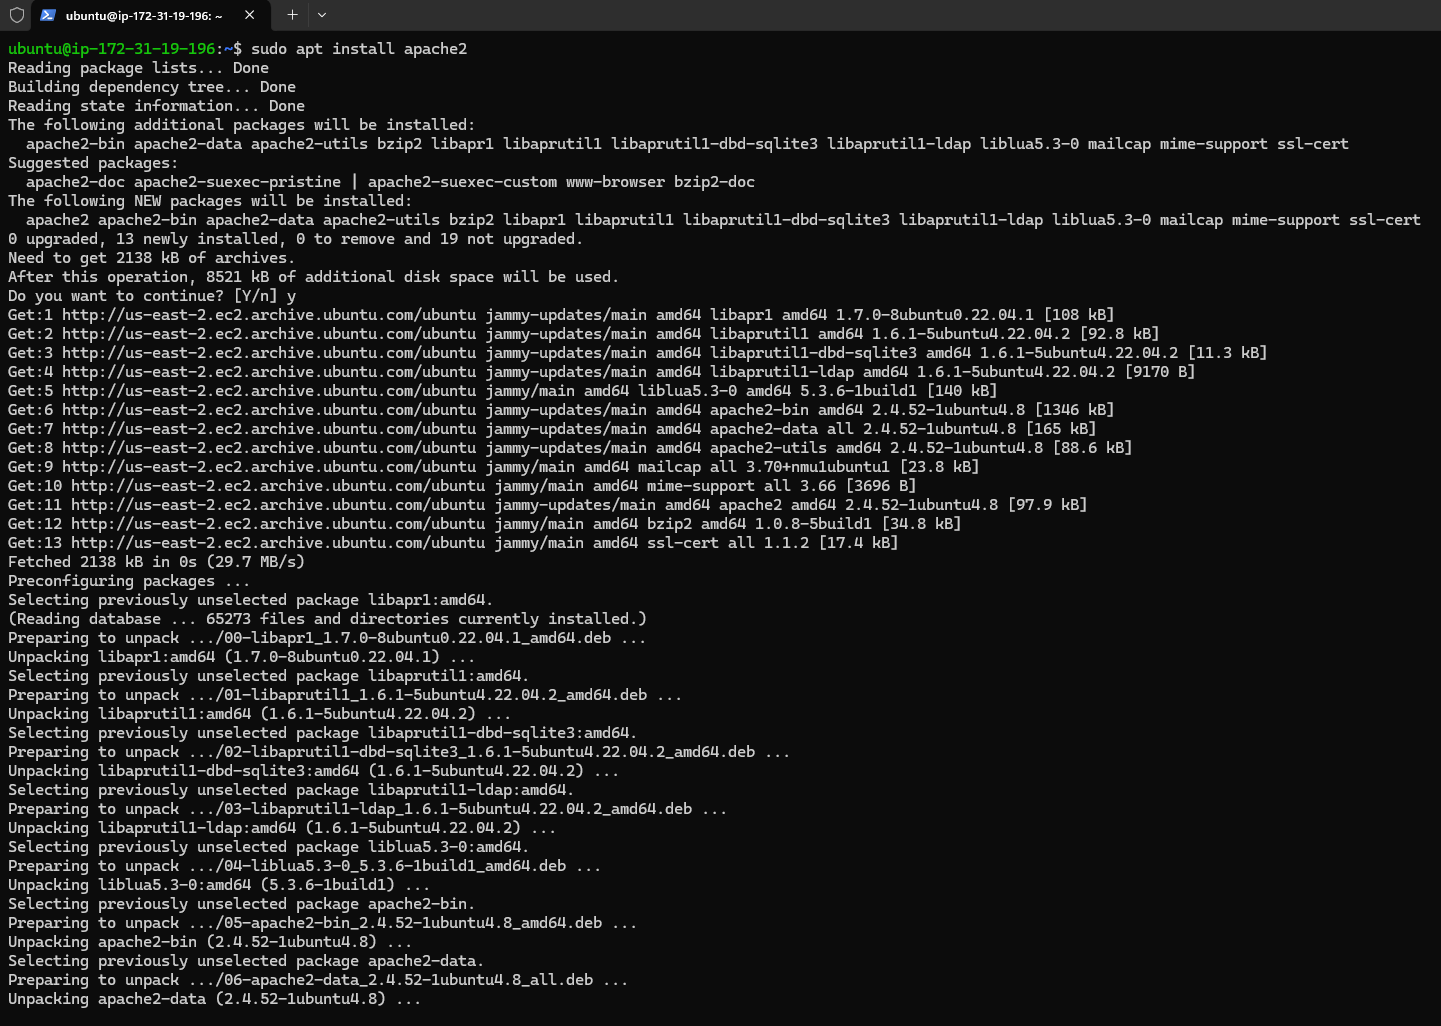 ubuntu@ip-172-31-19-196: ~
ubuntu@ip-172-31-19-196:~$ sudo apt install apache2
Reading package lists... Done
Building dependency tree... Done
Reading state information... Done
The following additional packages will be installed:
  apache2-bin apache2-data apache2-utils bzip2 libapr1 libaprutil1 libaprutil1-dbd-sqlite3 libaprutil1-ldap liblua5.3-0 mailcap mime-support ssl-cert
Suggested packages:
  apache2-doc apache2-suexec-pristine | apache2-suexec-custom www-browser bzip2-doc
The following NEW packages will be installed:
  apache2 apache2-bin apache2-data apache2-utils bzip2 libapr1 libaprutil1 libaprutil1-dbd-sqlite3 libaprutil1-ldap liblua5.3-0 mailcap mime-support ssl-cert
0 upgraded, 13 newly installed, 0 to remove and 19 not upgraded.
Need to get 2138 kB of archives.
After this operation, 8521 kB of additional disk space will be used.
Do you want to continue? [Y/n] y
Get:1 http://us-east-2.ec2.archive.ubuntu.com/ubuntu jammy-updates/main amd64 libapr1 amd64 1.7.0-8ubuntu0.22.04.1 [108 kB]
Get:2 http://us-east-2.ec2.archive.ubuntu.com/ubuntu jammy-updates/main amd64 libaprutil1 amd64 1.6.1-5ubuntu4.22.04.2 [92.8 kB]
Get:3 http://us-east-2.ec2.archive.ubuntu.com/ubuntu jammy-updates/main amd64 libaprutil1-dbd-sqlite3 amd64 1.6.1-5ubuntu4.22.04.2 [11.3 kB]
Get:4 http://us-east-2.ec2.archive.ubuntu.com/ubuntu jammy-updates/main amd64 libaprutil1-ldap amd64 1.6.1-5ubuntu4.22.04.2 [9170 B]
Get:5 http://us-east-2.ec2.archive.ubuntu.com/ubuntu jammy/main amd64 liblua5.3-0 amd64 5.3.6-1build1 [140 kB]
Get:6 http://us-east-2.ec2.archive.ubuntu.com/ubuntu jammy-updates/main amd64 apache2-bin amd64 2.4.52-1ubuntu4.8 [1346 kB]
Get:7 http://us-east-2.ec2.archive.ubuntu.com/ubuntu jammy-updates/main amd64 apache2-data all 2.4.52-1ubuntu4.8 [165 kB]
Get:8 http://us-east-2.ec2.archive.ubuntu.com/ubuntu jammy-updates/main amd64 apache2-utils amd64 2.4.52-1ubuntu4.8 [88.6 kB]
Get:9 http://us-east-2.ec2.archive.ubuntu.com/ubuntu jammy/main amd64 mailcap all 3.70+nmu1ubuntu1 [23.8 kB]
Get:10 http://us-east-2.ec2.archive.ubuntu.com/ubuntu jammy/main amd64 mime-support all 3.66 [3696 B]
Get:11 http://us-east-2.ec2.archive.ubuntu.com/ubuntu jammy-updates/main amd64 apache2 amd64 2.4.52-1ubuntu4.8 [97.9 kB]
Get:12 http://us-east-2.ec2.archive.ubuntu.com/ubuntu jammy/main amd64 bzip2 amd64 1.0.8-5build1 [34.8 kB]
Get:13 http://us-east-2.ec2.archive.ubuntu.com/ubuntu jammy/main amd64 ssl-cert all 1.1.2 [17.4 kB]
Fetched 2138 kB in 0s (29.7 MB/s)
Preconfiguring packages ...
Selecting previously unselected package libapr1:amd64.
(Reading database ... 65273 files and directories currently installed.)
Preparing to unpack .../00-libapr1_1.7.0-8ubuntu0.22.04.1_amd64.deb ...
Unpacking libapr1:amd64 (1.7.0-8ubuntu0.22.04.1) ...
Selecting previously unselected package libaprutil1:amd64.
Preparing to unpack .../01-libaprutil1_1.6.1-5ubuntu4.22.04.2_amd64.deb ...
Unpacking libaprutil1:amd64 (1.6.1-5ubuntu4.22.04.2) ...
Selecting previously unselected package libaprutil1-dbd-sqlite3:amd64.
Preparing to unpack .../02-libaprutil1-dbd-sqlite3_1.6.1-5ubuntu4.22.04.2_amd64.deb ...
Unpacking libaprutil1-dbd-sqlite3:amd64 (1.6.1-5ubuntu4.22.04.2) ...
Selecting previously unselected package libaprutil1-ldap:amd64.
Preparing to unpack .../03-libaprutil1-ldap_1.6.1-5ubuntu4.22.04.2_amd64.deb ...
Unpacking libaprutil1-ldap:amd64 (1.6.1-5ubuntu4.22.04.2) ...
Selecting previously unselected package liblua5.3-0:amd64.
Preparing to unpack .../04-liblua5.3-0_5.3.6-1build1_amd64.deb ...
Unpacking liblua5.3-0:amd64 (5.3.6-1build1) ...
Selecting previously unselected package apache2-bin.
Preparing to unpack .../05-apache2-bin_2.4.52-1ubuntu4.8_amd64.deb ...
Unpacking apache2-bin (2.4.52-1ubuntu4.8) ...
Selecting previously unselected package apache2-data.
Preparing to unpack .../06-apache2-data_2.4.52-1ubuntu4.8_all.deb ...
Unpacking apache2-data (2.4.52-1ubuntu4.8) ...